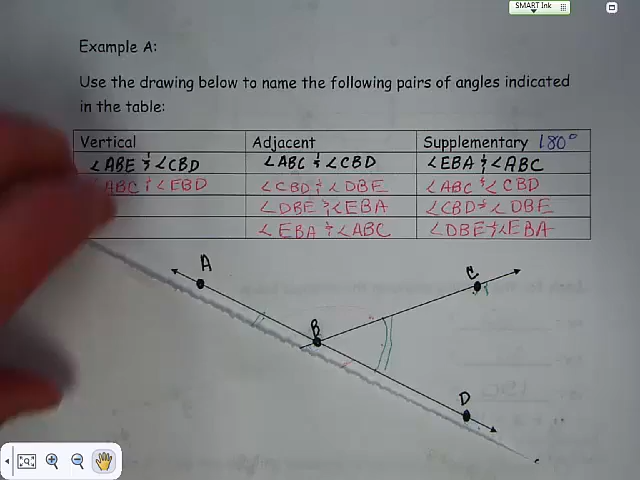 SMART Ink
Example A:
Use the drawing below to name the following pairs of angles indicated
in the table:
Vertical Adjacent Supplementary 180°
∠ABE & ∠CBD ∠ABC & ∠CBD ∠EBA & ∠ABC
∠ABC & ∠EBD ∠CBD & ∠DBE ∠ABC & ∠CBD
∠DBE & ∠EBA ∠CBD & ∠DBE
∠EBA & ∠ABC ∠DBE & ∠EBA
A
C
B
D